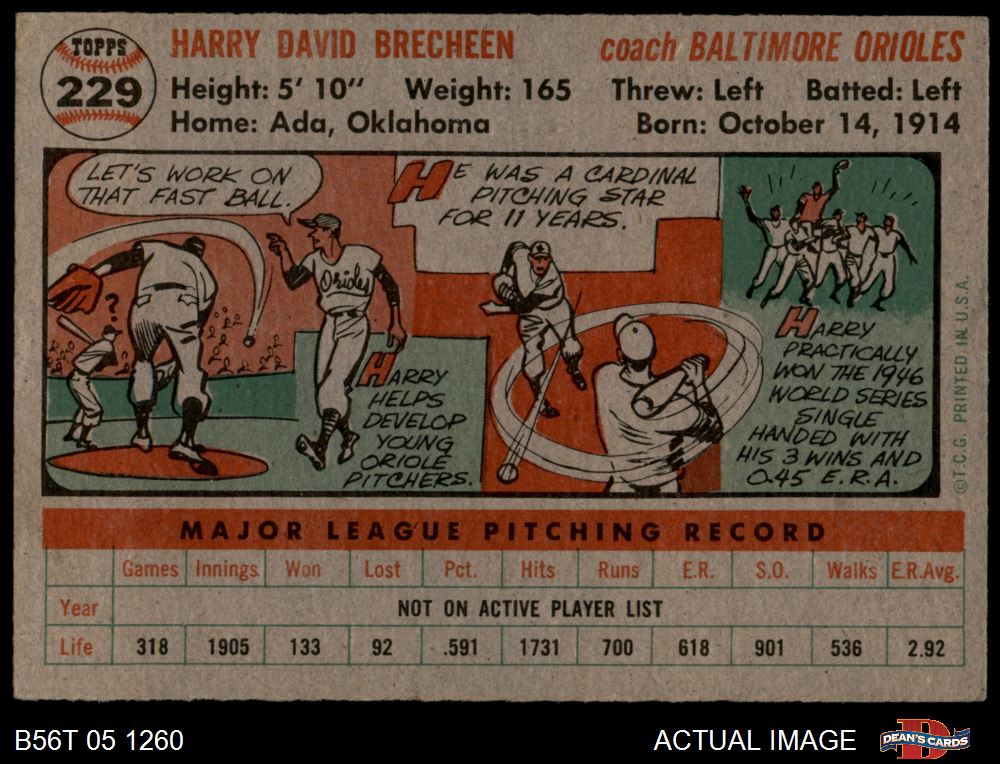 TOPPS
229
HARRY DAVID BRECHEEN coach BALTIMORE ORIOLES
Height: 5' 10" Weight: 165 Threw: Left Batted: Left
Home: Ada, Oklahoma Born: October 14, 1914
LET'S WORK ON
THAT FAST BALL.
?
Orioles
HARRY
HELPS
DEVELOP
YOUNG
ORIOLE
PITCHERS.
HE WAS A CARDINAL
PITCHING STAR
FOR 11 YEARS.
HARRY
PRACTICALLY
WON THE 1946
WORLD SERIES
SINGLE
HANDED WITH
HIS 3 WINS AND
0.45 E.R.A.
©T.C.G. PRINTED IN U.S.A.
MAJOR LEAGUE PITCHING RECORD
Games Innings Won Lost Pct. Hits Runs E.R. S.O. Walks E.R.Avg.
Year NOT ON ACTIVE PLAYER LIST
Life 318 1905 133 92 .591 1731 700 618 901 536 2.92
B56T 05 1260 ACTUAL IMAGE
D
DEAN'S CARDS